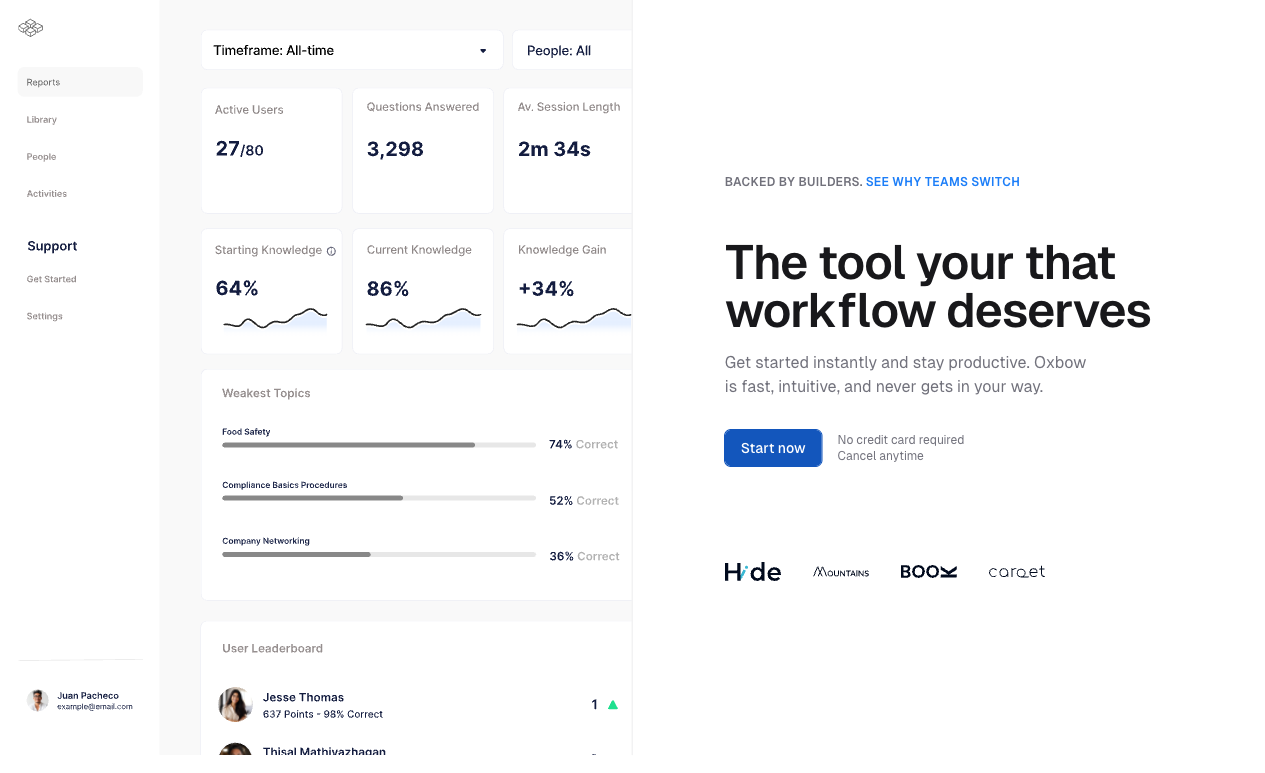 Reports
Library
People
Activities
Support
Get Started
Settings
Juan Pacheco
example@email.com
Timeframe: All-time
People: All
Active Users
27/80
Questions Answered
3,298
Av. Session Length
2m 34s
Starting Knowledge
64%
Current Knowledge
86%
Knowledge Gain
+34%
Weakest Topics
Food Safety
74% Correct
Compliance Basics Procedures
52% Correct
Company Networking
36% Correct
User Leaderboard
Jesse Thomas
637 Points - 98% Correct
1
Thisal Mathiyazhagan
BACKED BY BUILDERS. SEE WHY TEAMS SWITCH
The tool your that
workflow deserves
Get started instantly and stay productive. Oxbow
is fast, intuitive, and never gets in your way.
Start now
No credit card required
Cancel anytime
Hide
MOUNTAINS
BOOK
caroet